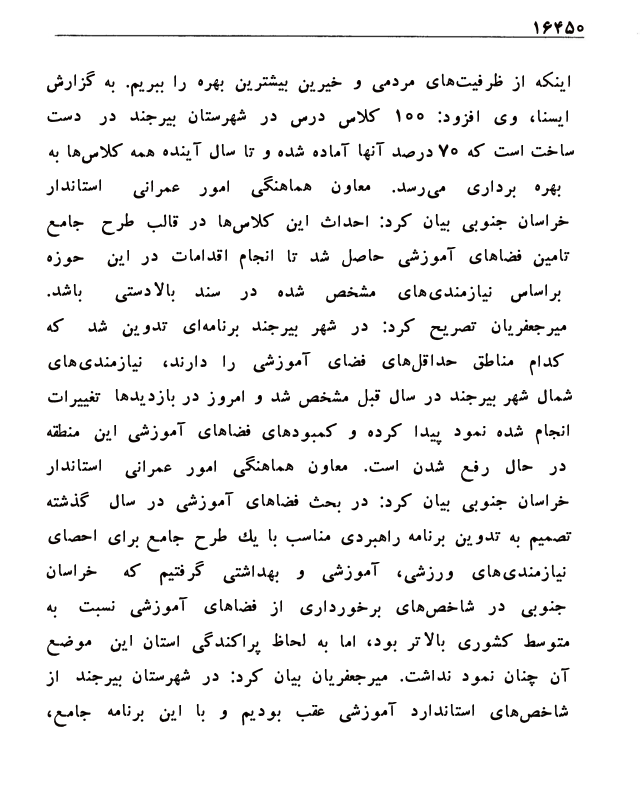 ۱۶۴۵۰
اینکه از ظرفیت‌های مردمی و خیرین بیشترین بهره را ببریم. به گزارش
ایسنا، وی افزود: ۱۰۰ کلاس درس در شهرستان بیرجند در دست
ساخت است که ۷۰ درصد آنها آماده شده و تا سال آینده همه کلاس‌ها به
بهره برداری می‌رسد. معاون هماهنگی امور عمرانی استاندار
خراسان جنوبی بیان کرد: احداث این کلاس‌ها در قالب طرح جامع
تامین فضاهای آموزشی حاصل شد تا انجام اقدامات در این حوزه
براساس نیازمندی‌های مشخص شده در سند بالادستی باشد.
میرجعفریان تصریح کرد: در شهر بیرجند برنامه‌ای تدوین شد که
کدام مناطق حداقل‌های فضای آموزشی را دارند، نیازمندی‌های
شمال شهر بیرجند در سال قبل مشخص شد و امروز در بازدیدها تغییرات
انجام شده نمود پیدا کرده و کمبودهای فضاهای آموزشی این منطقه
در حال رفع شدن است. معاون هماهنگی امور عمرانی استاندار
خراسان جنوبی بیان کرد: در بحث فضاهای آموزشی در سال گذشته
تصمیم به تدوین برنامه راهبردی مناسب با یك طرح جامع برای احصای
نیازمندی‌های ورزشی، آموزشی و بهداشتی گرفتیم که خراسان
جنوبی در شاخص‌های برخورداری از فضاهای آموزشی نسبت به
متوسط کشوری بالاتر بود، اما به لحاظ پراکندگی استان این موضع
آن چنان نمود نداشت. میرجعفریان بیان کرد: در شهرستان بیرجند از
شاخص‌های استاندارد آموزشی عقب بودیم و با این برنامه جامع،